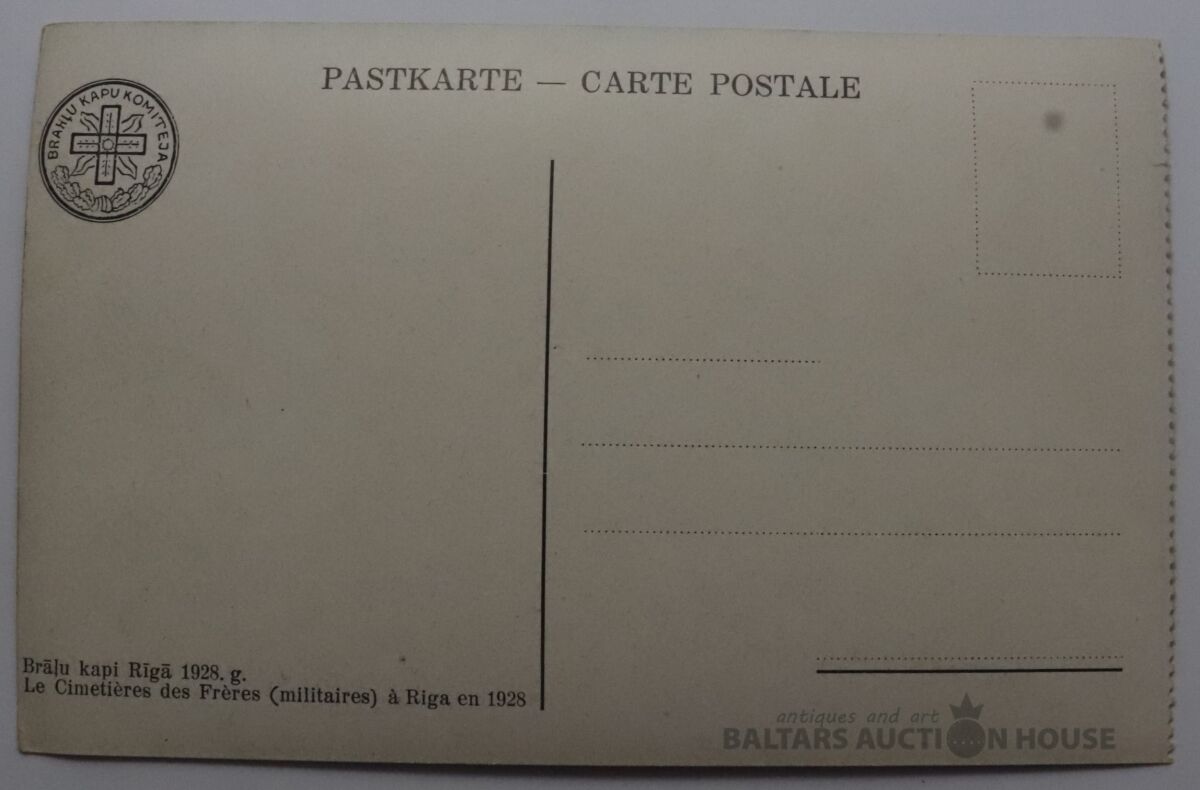 PASTKARTE — CARTE POSTALE
BRAHĻU KAPU KOMITEJA
Brāļu kapi Rīgā 1928. g.
Le Cimetières des Frères (militaires) à Riga en 1928
antiques and art
BALTARS AUCTION HOUSE